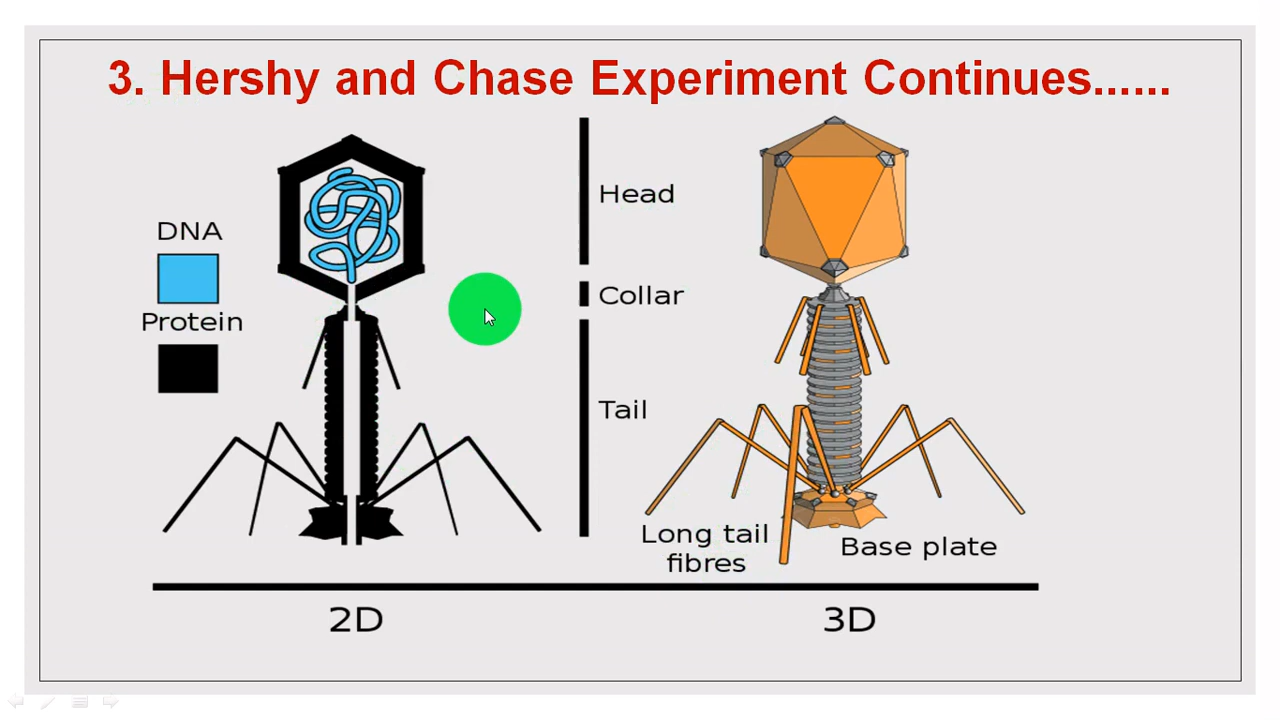 3. Hershy and Chase Experiment Continues......
DNA
Protein
Head
Collar
Tail
Long tail
fibres
Base plate
2D
3D